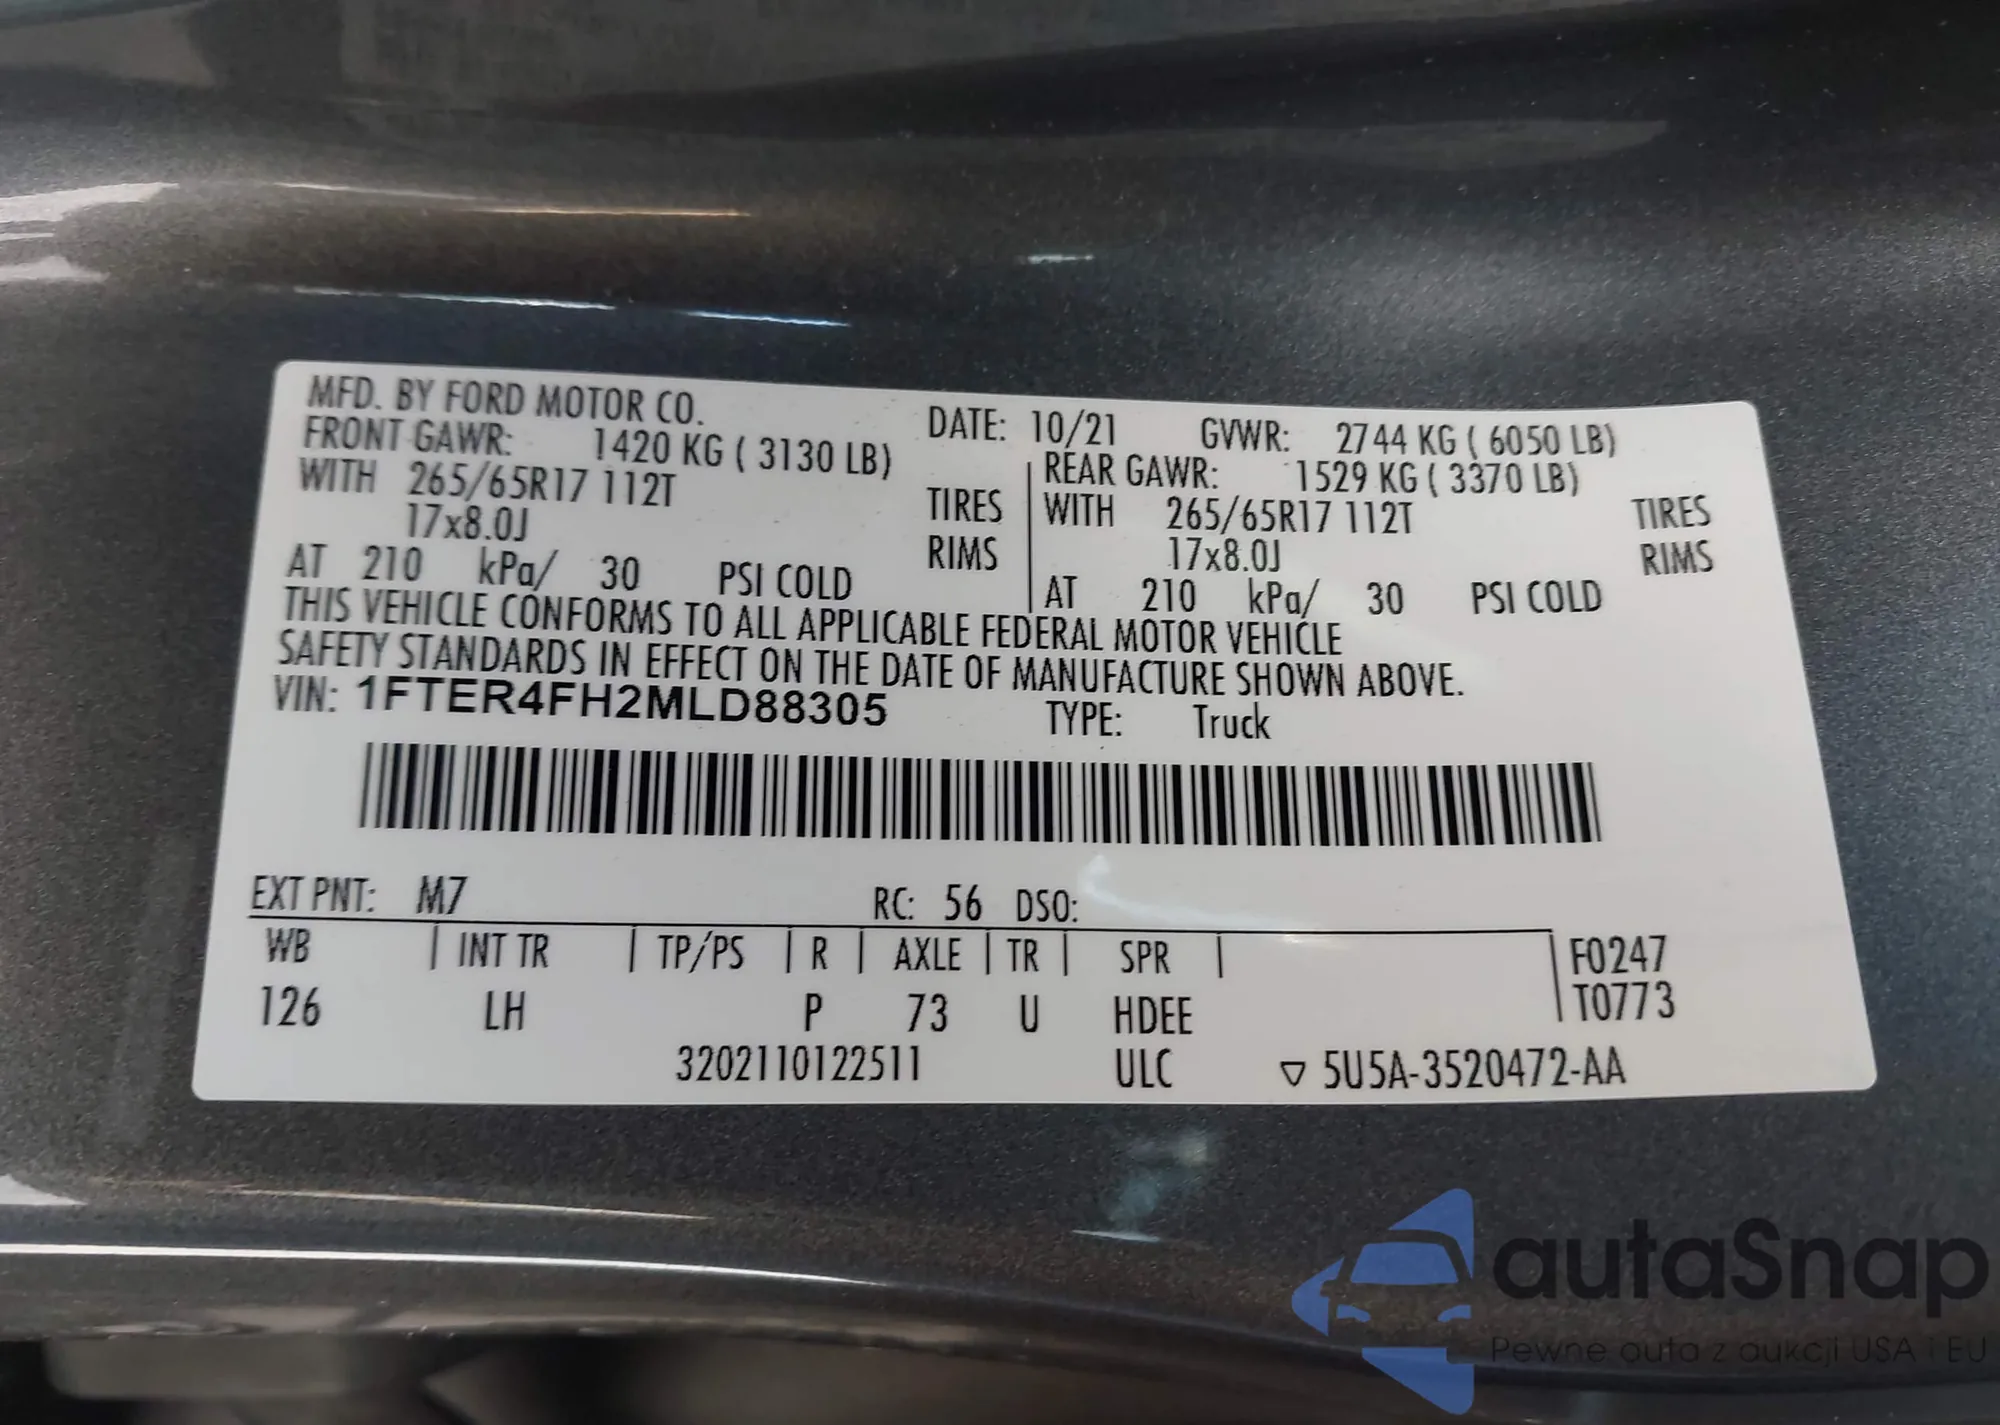 MFD. BY FORD MOTOR CO. DATE: 10/21 GVWR: 2744 KG ( 6050 LB)
FRONT GAWR: 1420 KG ( 3130 LB) REAR GAWR: 1529 KG ( 3370 LB)
WITH 265/65R17 112T TIRES WITH 265/65R17 112T TIRES
17x8.0J RIMS 17x8.0J RIMS
AT 210 kPa/ 30 PSI COLD AT 210 kPa/ 30 PSI COLD
THIS VEHICLE CONFORMS TO ALL APPLICABLE FEDERAL MOTOR VEHICLE
SAFETY STANDARDS IN EFFECT ON THE DATE OF MANUFACTURE SHOWN ABOVE.
VIN: 1FTER4FH2MLD88305 TYPE: Truck
EXT PNT: M7 RC: 56 DSO:
WB INT TR TP/PS R AXLE TR SPR F0247
126 LH P 73 U HDEE T0773
3202110122511 ULC ▽ 5U5A-3520472-AA
autaSnap
Pewne auta z aukcji USA i EU